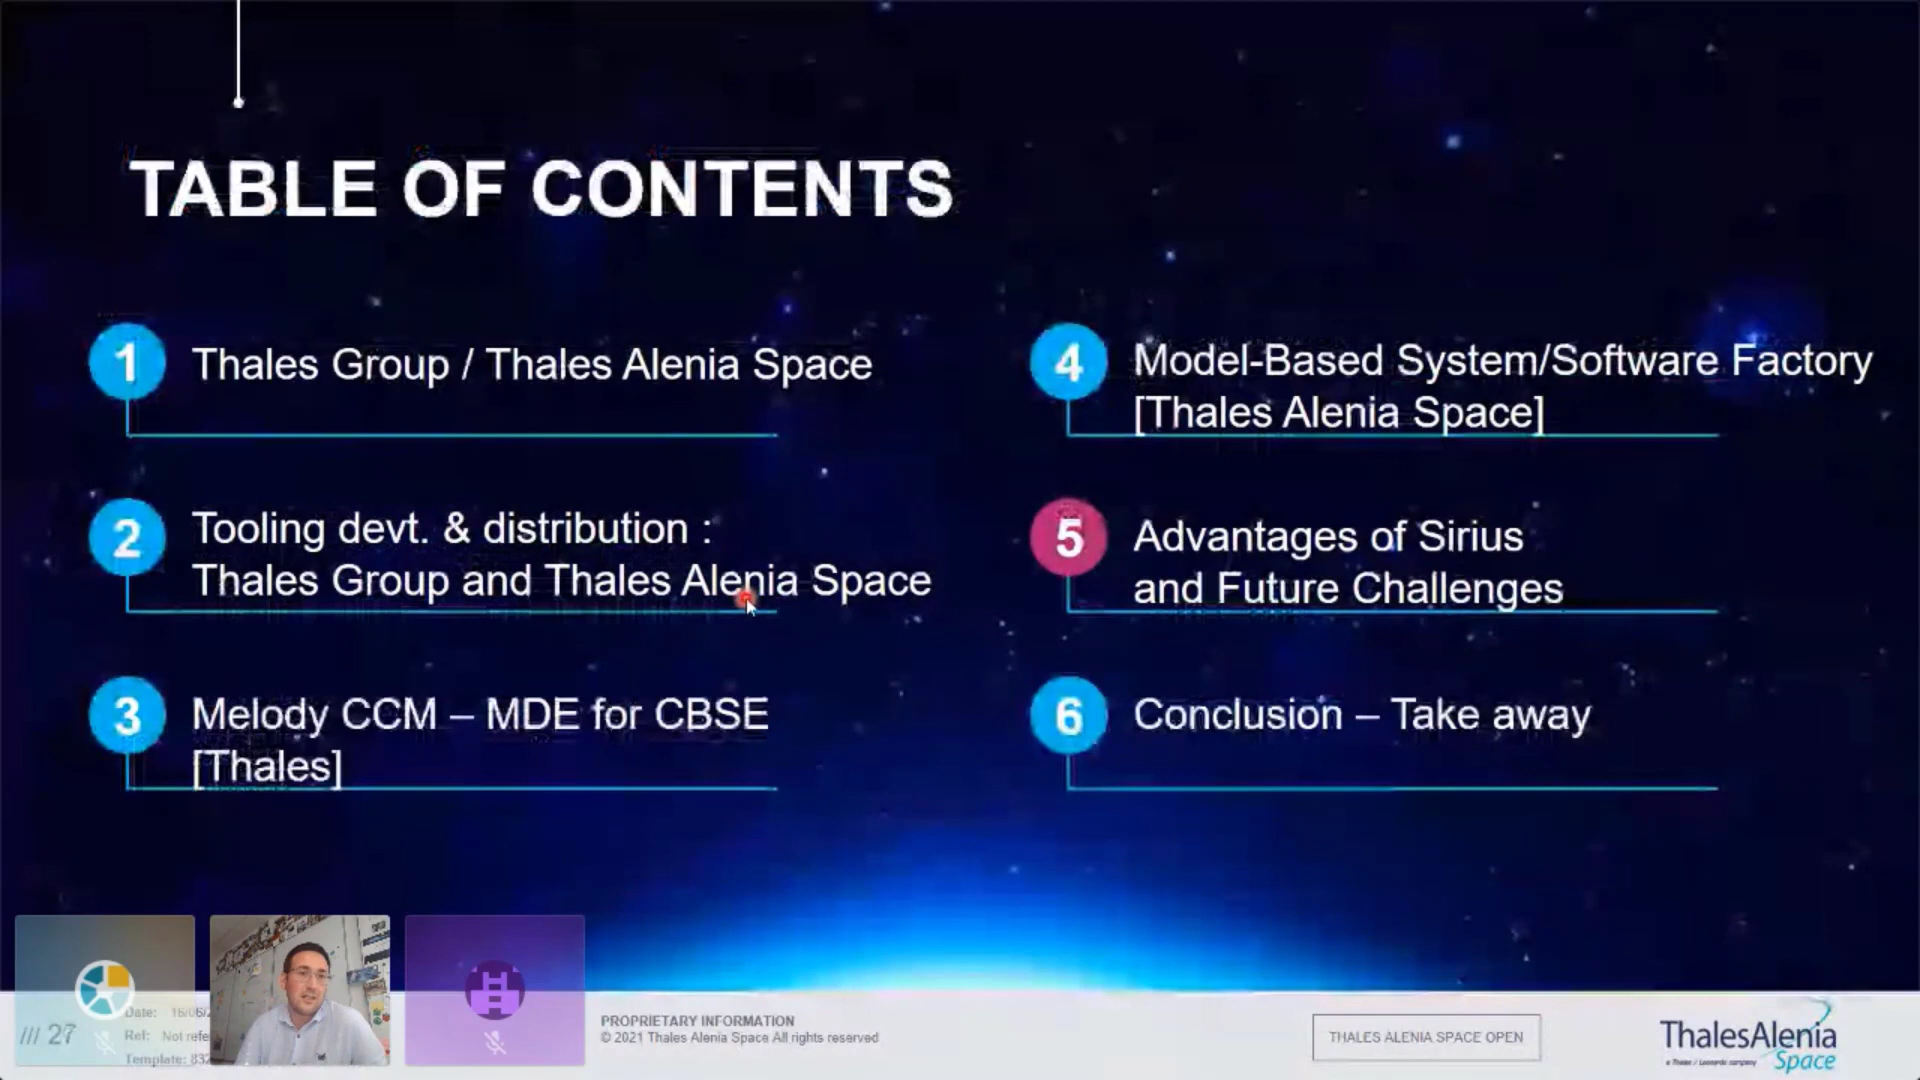 TABLE OF CONTENTS
1
Thales Group / Thales Alenia Space
2
Tooling devt. & distribution :
Thales Group and Thales Alenia Space
3
Melody CCM – MDE for CBSE
[Thales]
4
Model-Based System/Software Factory
[Thales Alenia Space]
5
Advantages of Sirius
and Future Challenges
6
Conclusion – Take away
/// 27
Date:
Ref: Not refe
Template: 832
PROPRIETARY INFORMATION
© 2021 Thales Alenia Space All rights reserved
THALES ALENIA SPACE OPEN
ThalesAlenia
a Thales / Leonardo company
Space